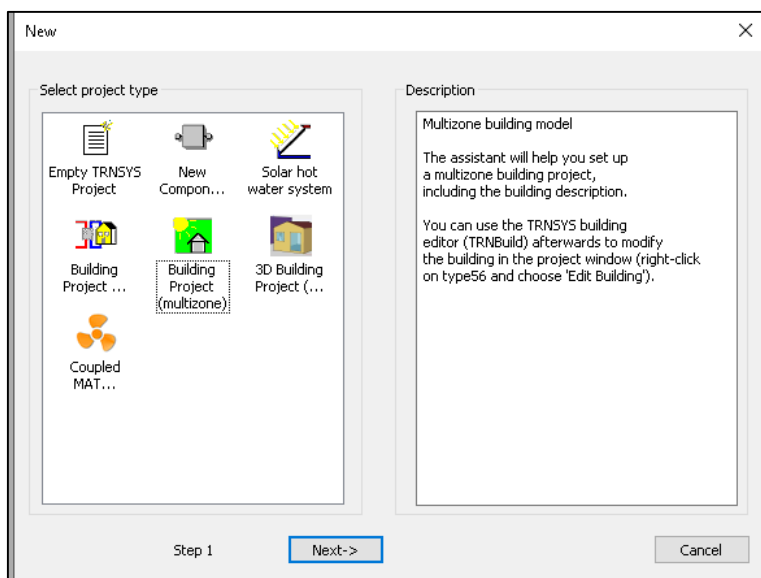 New
Select project type
Description
Empty TRNSYS
Project
New
Compon...
Solar hot
water system
Building
Project ...
Building
Project
(multizone)
3D Building
Project (...
Coupled
MAT...
Multizone building model
The assistant will help you set up
a multizone building project,
including the building description.
You can use the TRNSYS building
editor (TRNBuild) afterwards to modify
the building in the project window (right-click
on type56 and choose 'Edit Building').
Step 1
Next->
Cancel